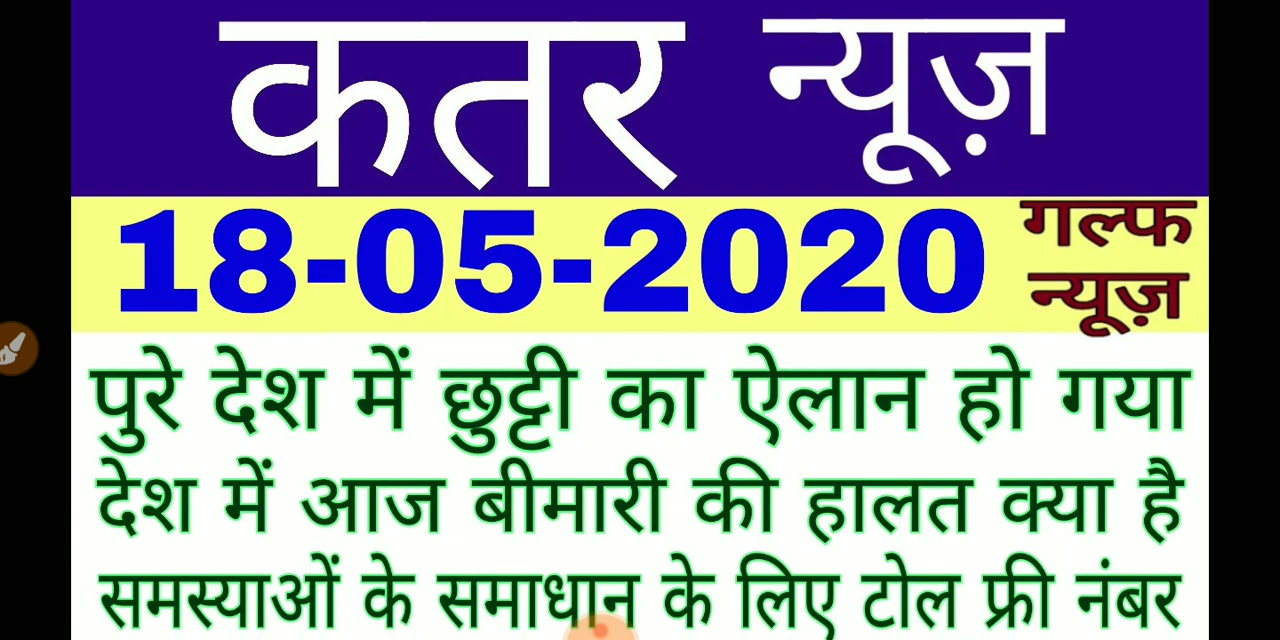 कतर न्यूज़
18-05-2020
गल्फ
न्यूज़
पुरे देश में छुट्टी का ऐलान हो गया
देश में आज बीमारी की हालत क्या है
समस्याओं के समाधान के लिए टोल फ्री नंबर